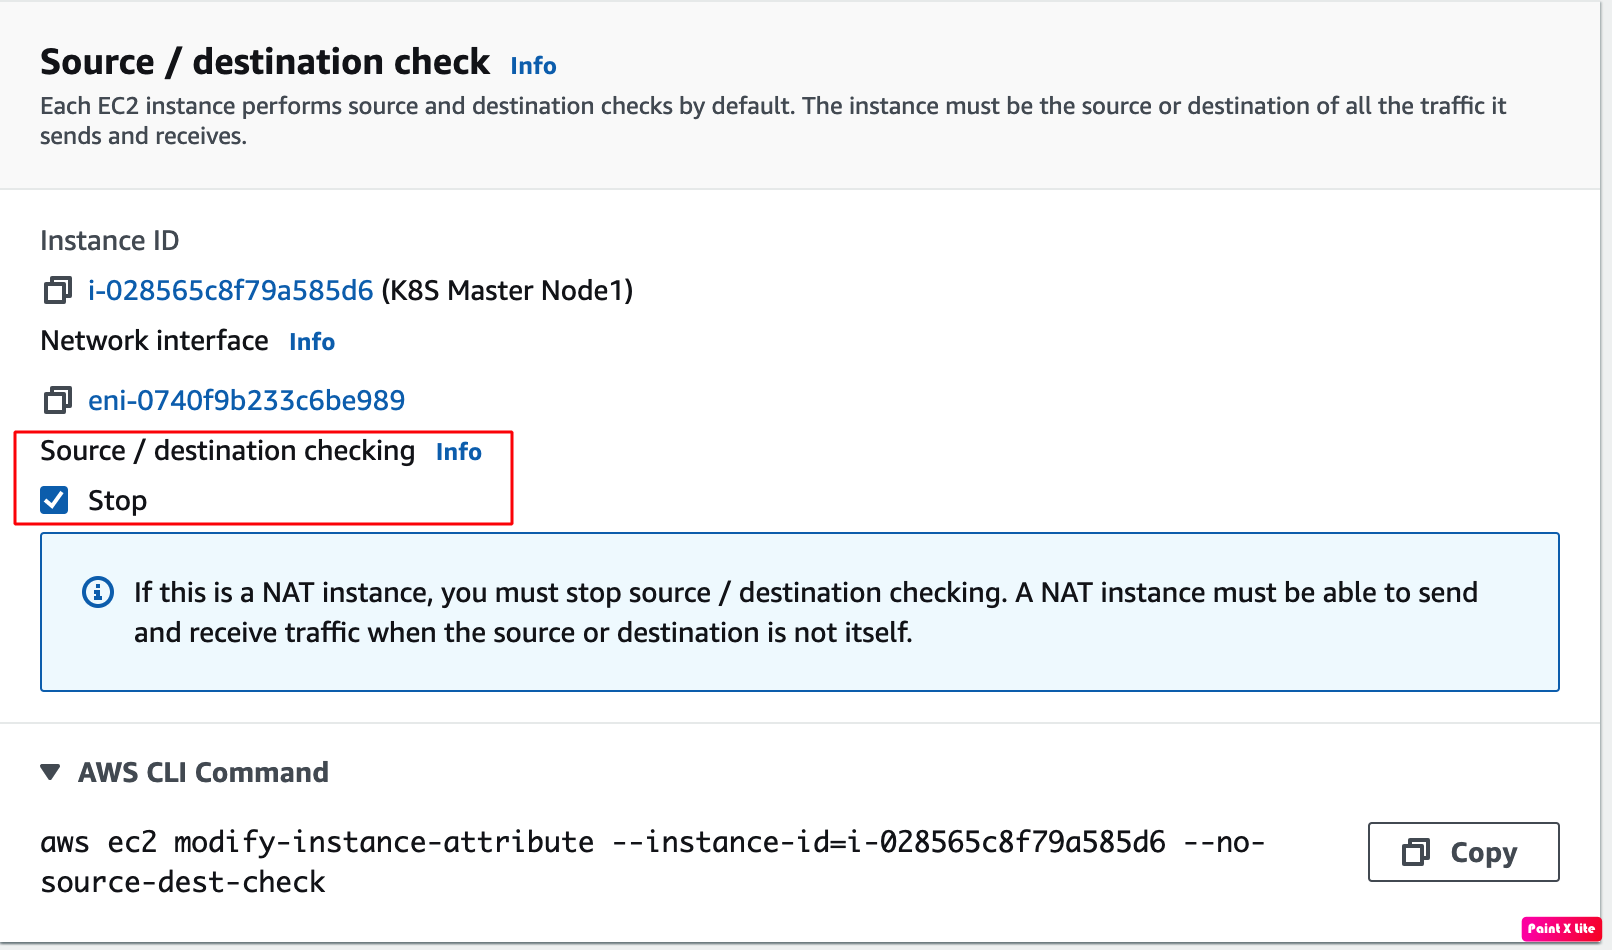 Source / destination check Info
Each EC2 instance performs source and destination checks by default. The instance must be the source or destination of all the traffic it
sends and receives.
Instance ID
i-028565c8f79a585d6 (K8S Master Node1)
Network interface Info
eni-0740f9b233c6be989
Source / destination checking Info
Stop
If this is a NAT instance, you must stop source / destination checking. A NAT instance must be able to send
and receive traffic when the source or destination is not itself.
AWS CLI Command
aws ec2 modify-instance-attribute --instance-id=i-028565c8f79a585d6 --no-
source-dest-check
Copy
Paint X Lite